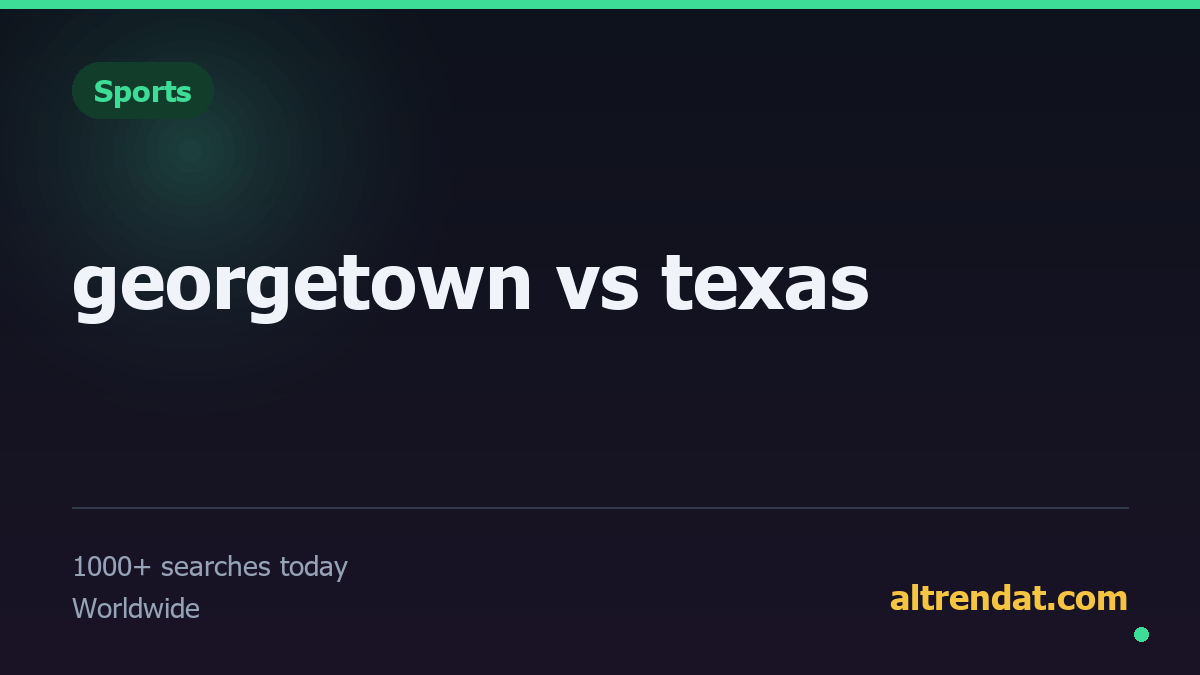 Sports
georgetown vs texas
1000+ searches today
Worldwide
altrendat.com